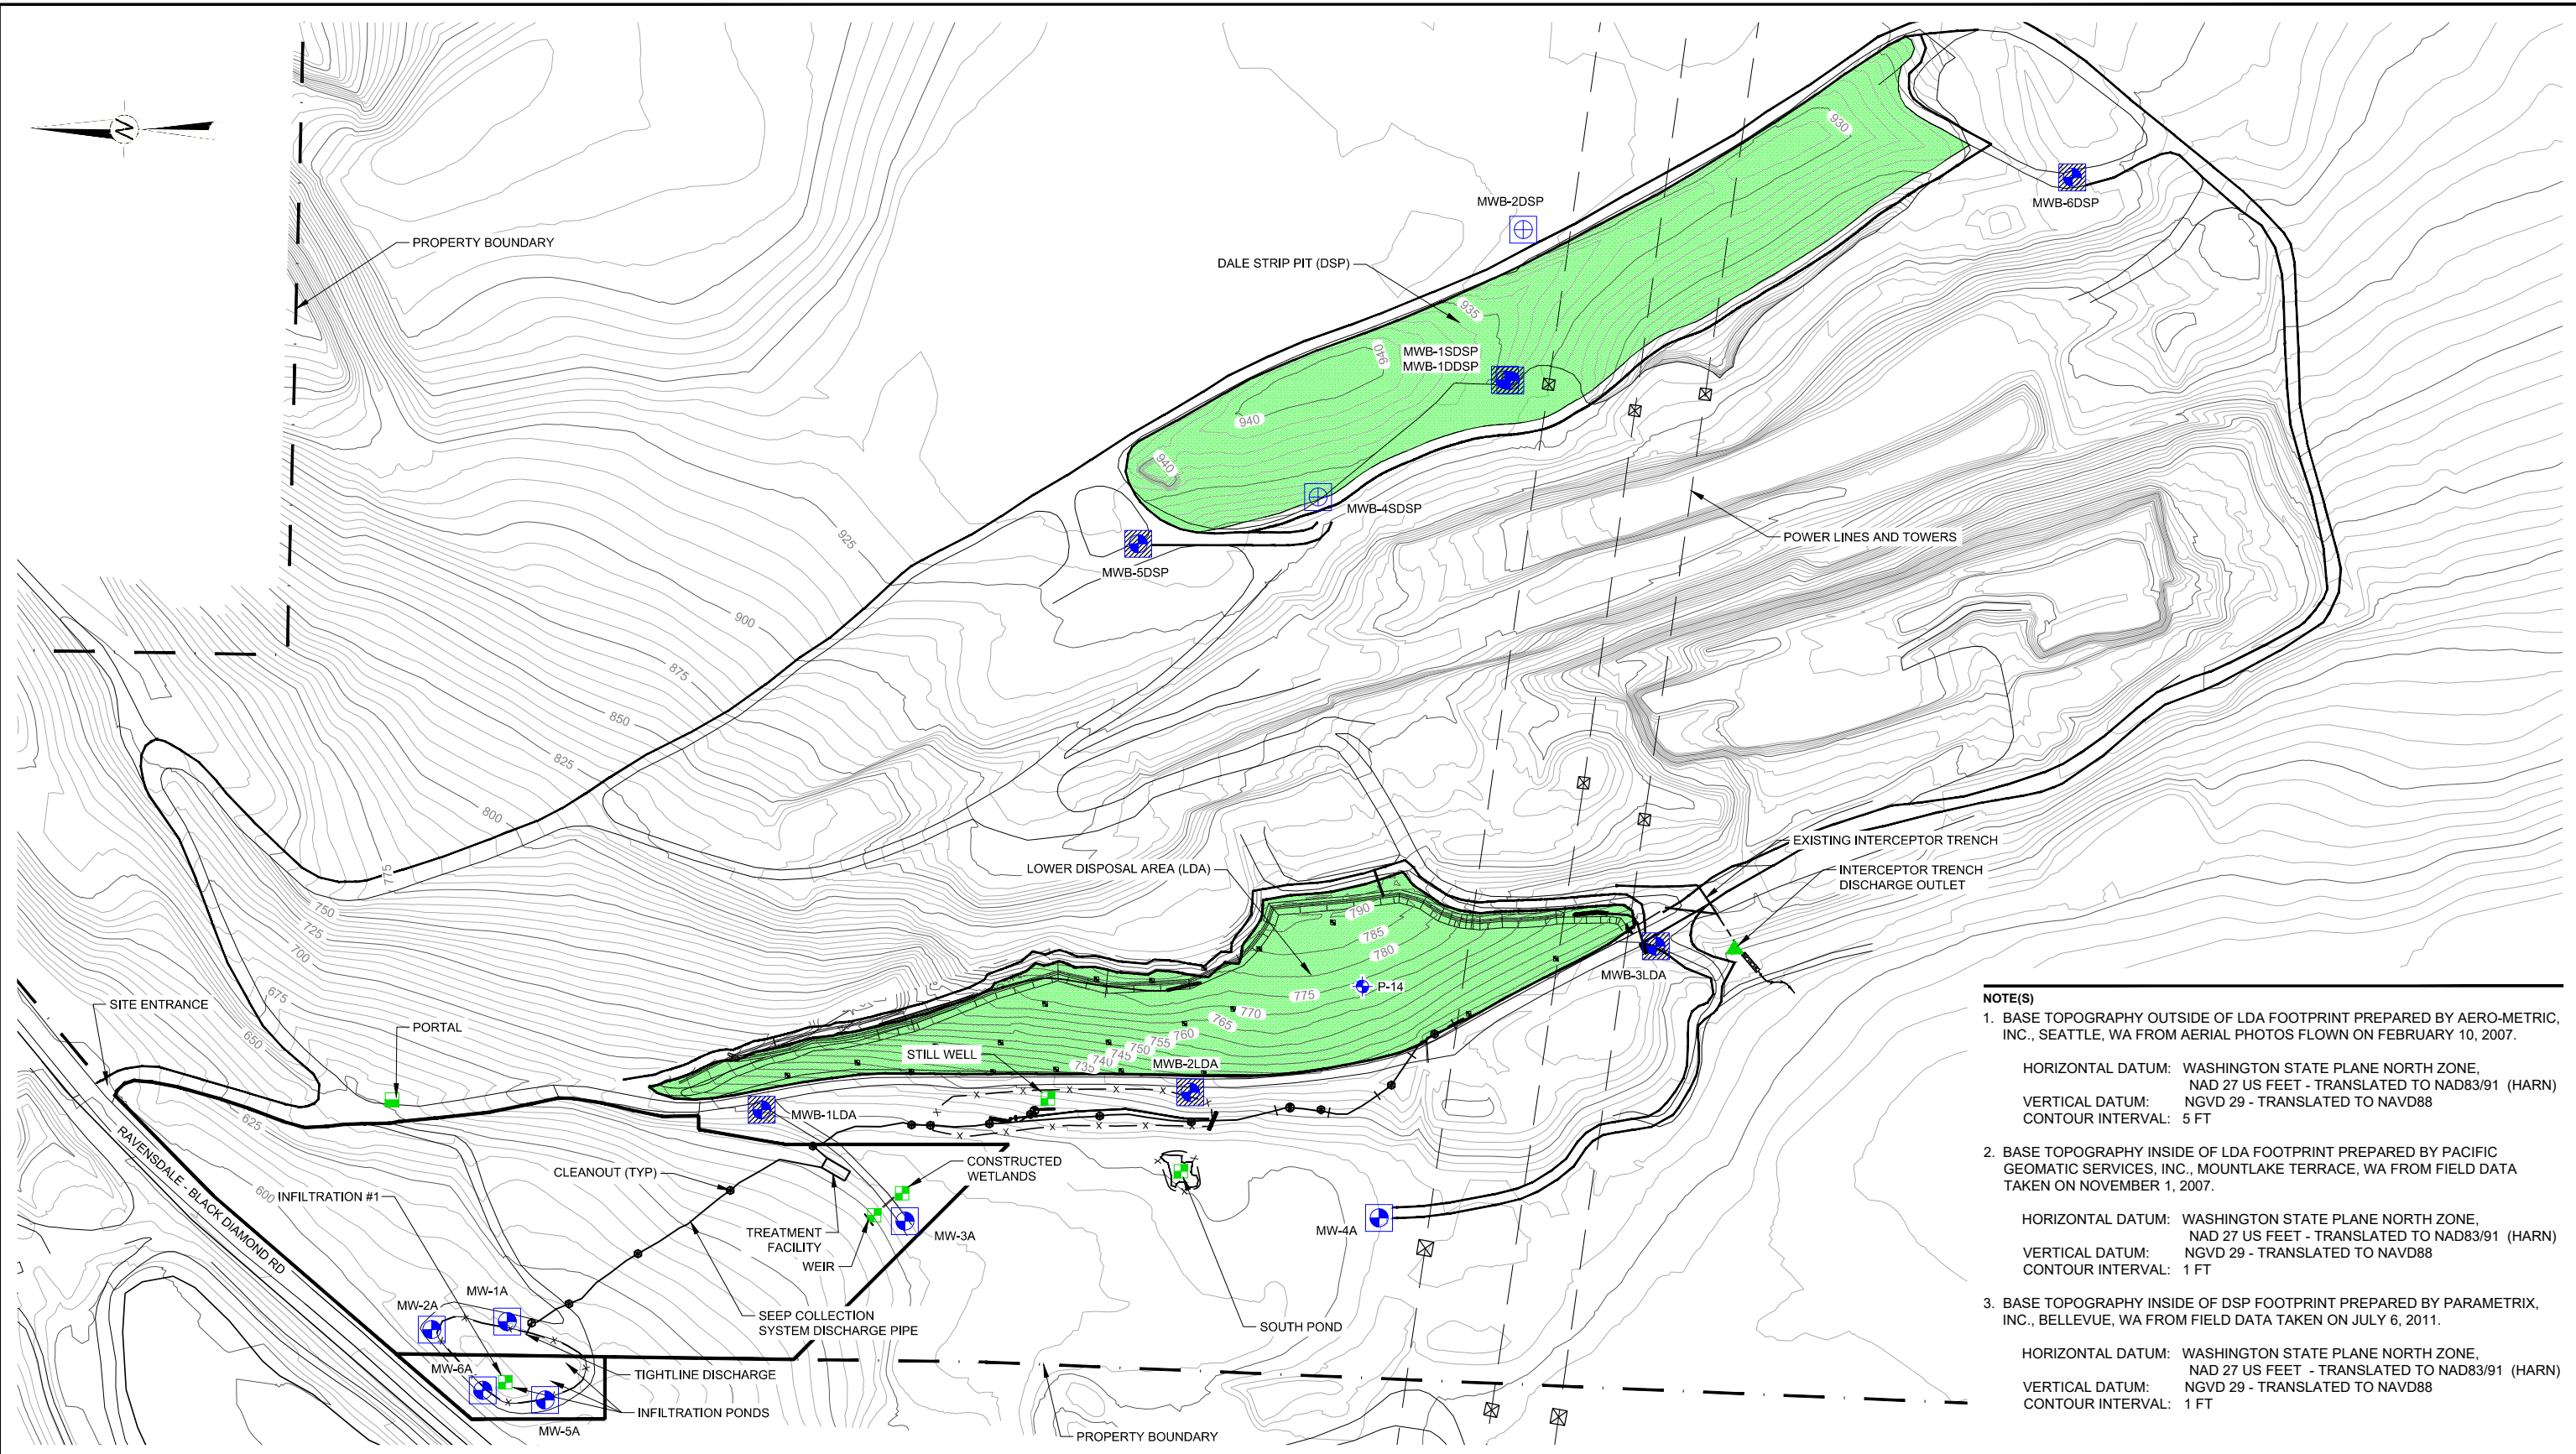 N
PROPERTY BOUNDARY
MWB-2DSP
DALE STRIP PIT (DSP)
930
MWB-6DSP
935
940
MWB-1SDSP
MWB-1DDSP
940
940
MWB-4SDSP
MWB-5DSP
POWER LINES AND TOWERS
925
900
875
850
825
800
775
750
725
700
675
650
625
600
EXISTING INTERCEPTOR TRENCH
INTERCEPTOR TRENCH
DISCHARGE OUTLET
LOWER DISPOSAL AREA (LDA)
790
785
780
775
770
765
760
755
750
745
740
735
P-14
MWB-3LDA
SITE ENTRANCE
PORTAL
STILL WELL
MWB-2LDA
MWB-1LDA
RAVENSDALE - BLACK DIAMOND RD
CLEANOUT (TYP)
CONSTRUCTED
WETLANDS
INFILTRATION #1
TREATMENT
FACILITY
WEIR
MW-3A
MW-4A
MW-1A
MW-2A
SEEP COLLECTION
SYSTEM DISCHARGE PIPE
SOUTH POND
MW-6A
TIGHTLINE DISCHARGE
INFILTRATION PONDS
MW-5A
PROPERTY BOUNDARY
NOTE(S)
1. BASE TOPOGRAPHY OUTSIDE OF LDA FOOTPRINT PREPARED BY AERO-METRIC,
INC., SEATTLE, WA FROM AERIAL PHOTOS FLOWN ON FEBRUARY 10, 2007.
HORIZONTAL DATUM: WASHINGTON STATE PLANE NORTH ZONE,
NAD 27 US FEET - TRANSLATED TO NAD83/91 (HARN)
VERTICAL DATUM: NGVD 29 - TRANSLATED TO NAVD88
CONTOUR INTERVAL: 5 FT
2. BASE TOPOGRAPHY INSIDE OF LDA FOOTPRINT PREPARED BY PACIFIC
GEOMATIC SERVICES, INC., MOUNTLAKE TERRACE, WA FROM FIELD DATA
TAKEN ON NOVEMBER 1, 2007.
HORIZONTAL DATUM: WASHINGTON STATE PLANE NORTH ZONE,
NAD 27 US FEET - TRANSLATED TO NAD83/91 (HARN)
VERTICAL DATUM: NGVD 29 - TRANSLATED TO NAVD88
CONTOUR INTERVAL: 1 FT
3. BASE TOPOGRAPHY INSIDE OF DSP FOOTPRINT PREPARED BY PARAMETRIX,
INC., BELLEVUE, WA FROM FIELD DATA TAKEN ON JULY 6, 2011.
HORIZONTAL DATUM: WASHINGTON STATE PLANE NORTH ZONE,
NAD 27 US FEET - TRANSLATED TO NAD83/91 (HARN)
VERTICAL DATUM: NGVD 29 - TRANSLATED TO NAVD88
CONTOUR INTERVAL: 1 FT